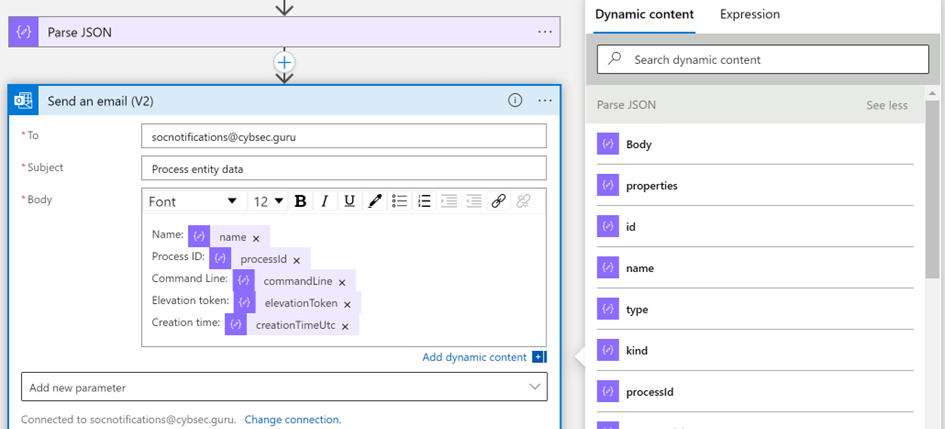 Parse JSON
Send an email (V2)
* To
socnotifications@cybsec.guru
* Subject
Process entity data
* Body
Font 12 B I U
Name: name ×
Process ID: processId ×
Command Line: commandLine ×
Elevation token: elevationToken ×
Creation time: creationTimeUtc ×
Add dynamic content
Add new parameter
Connected to socnotifications@cybsec.guru. Change connection.
Dynamic content Expression
Search dynamic content
Parse JSON See less
Body
properties
id
name
type
kind
processId